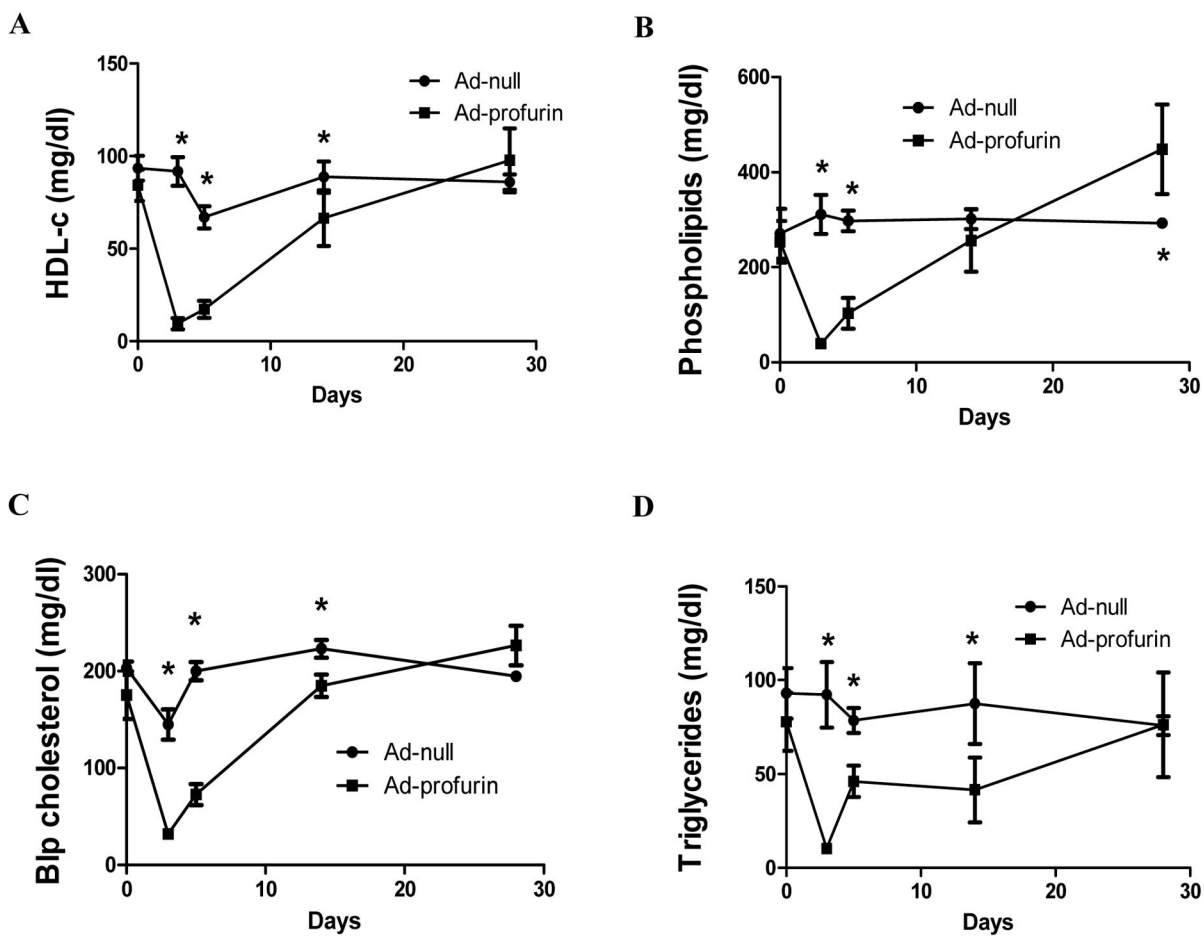 A
HDL-c (mg/dl)
150
100
50
0
0 10 20 30
Days
Ad-null
Ad-profurin
* * *
B
Phospholipids (mg/dl)
600
400
200
0
0 10 20 30
Days
Ad-null
Ad-profurin
* * *
C
Blp cholesterol (mg/dl)
300
200
100
0
0 10 20 30
Days
Ad-null
Ad-profurin
* * *
D
Triglycerides (mg/dl)
150
100
50
0
0 10 20 30
Days
Ad-null
Ad-profurin
* * *